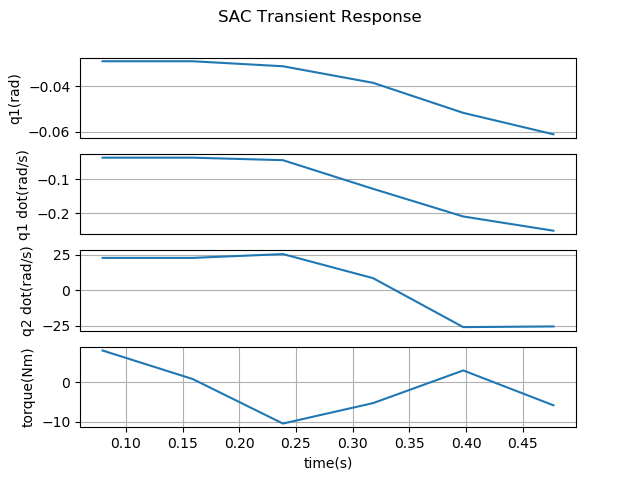 SAC Transient Response
q1(rad)
−0.04
−0.06
q1 dot(rad/s)
−0.1
−0.2
q2 dot(rad/s)
25
0
−25
torque(Nm)
0
−10
0.10 0.15 0.20 0.25 0.30 0.35 0.40 0.45
time(s)